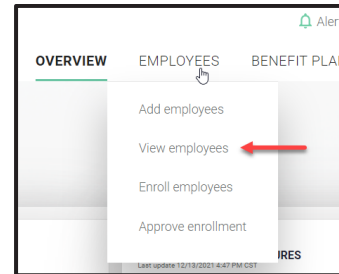 Aler
OVERVIEW EMPLOYEES BENEFIT PLA
Add employees
View employees
Enroll employees
Approve enrollment
URES
Last update 12/13/2021 4:47 PM CST